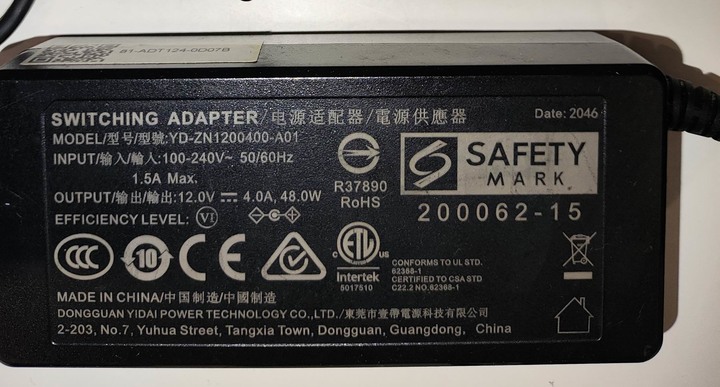 81-ADT124-0D07B
SWITCHING ADAPTER/电源适配器/電源供應器
Date: 2046
MODEL/型号/型號:YD-ZN1200400-A01
INPUT/输入/輸入:100-240V~ 50/60Hz
1.5A Max.
OUTPUT/输出/輸出:12.0V⎓4.0A, 48.0W
EFFICIENCY LEVEL: VI
R37890
RoHS
SAFETY
MARK
200062-15
CCC
10
CE
ETL
c us
Intertek
5017510
CONFORMS TO UL STD.
62368-1
CERTIFIED TO CSA STD
C22.2 NO.62368-1
MADE IN CHINA/中国制造/中國製造
DONGGUAN YIDAI POWER TECHNOLOGY CO.,LTD./東莞市壹帶電源科技有限公司
2-203, No.7, Yuhua Street, Tangxia Town, Dongguan, Guangdong, China